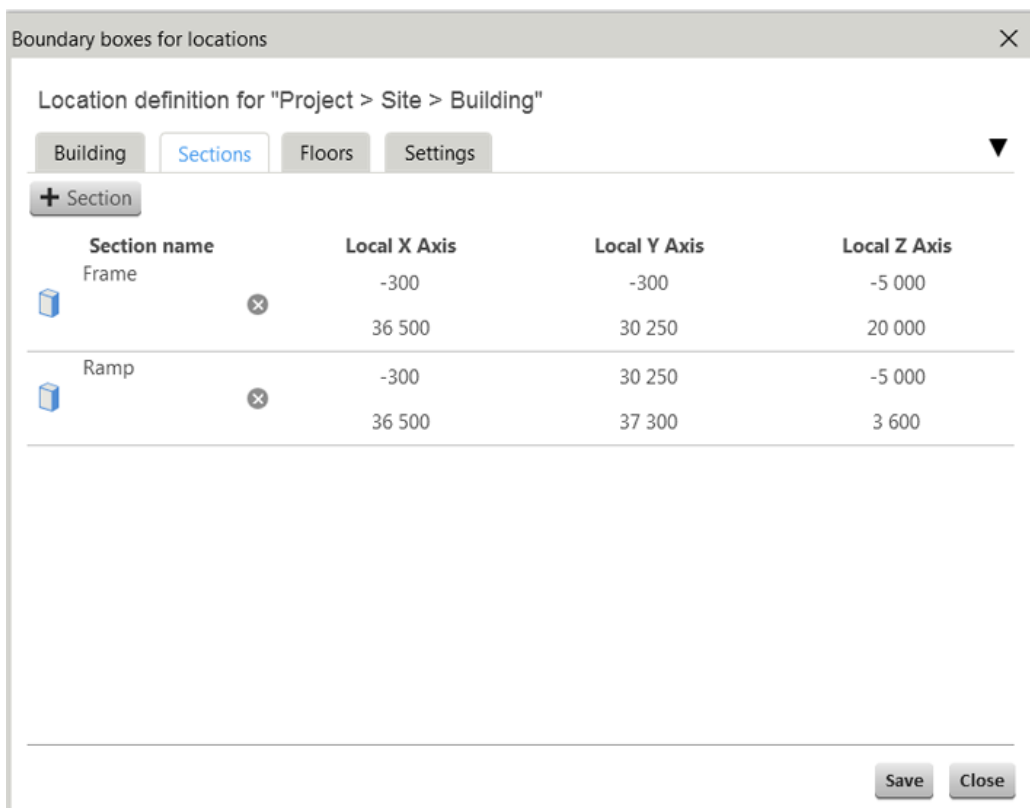 Boundary boxes for locations
Location definition for "Project > Site > Building"
Building Sections Floors Settings
Section
Section name Local X Axis Local Y Axis Local Z Axis
Frame
-300 -300 -5 000
36 500 30 250 20 000
Ramp
-300 30 250 -5 000
36 500 37 300 3 600
Save Close